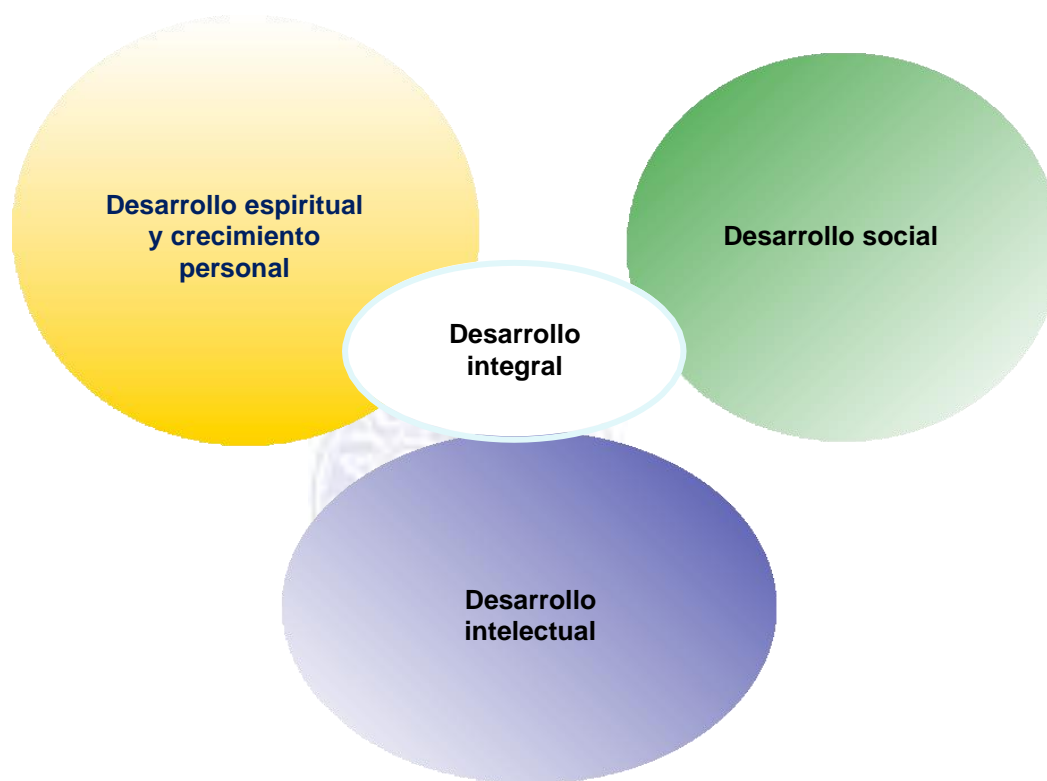 Desarrollo espiritual
y crecimiento
personal
Desarrollo social
Desarrollo
integral
Desarrollo
intelectual